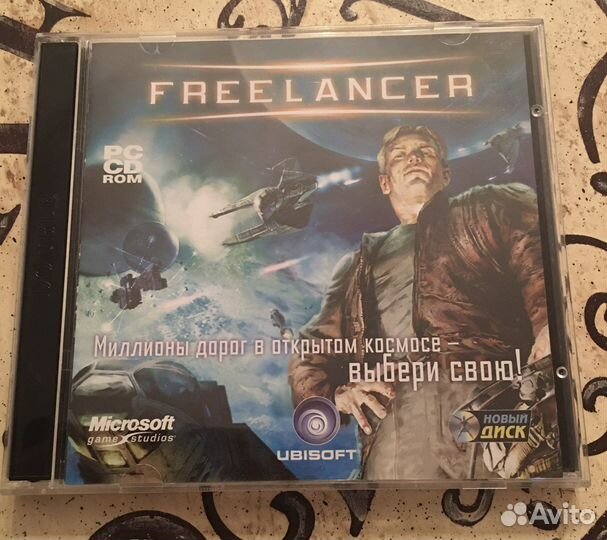 FREELANCER
PC
CD
ROM
Миллионы дорог в открытом космосе –
выбери свою!
Microsoft
game studios
UBISOFT
НОВЫЙ
ДИСК
Avito